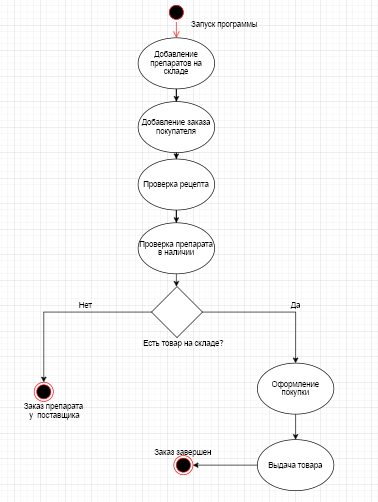 Запуск программы
Добавление
препаратов на
складе
Добавление заказа
покупателя
Проверка рецепта
Проверка препарата
в наличии
Нет
Да
Есть товар на складе?
Оформление
покупки
Заказ препарата
у поставщика
Заказ завершен
Выдача товара